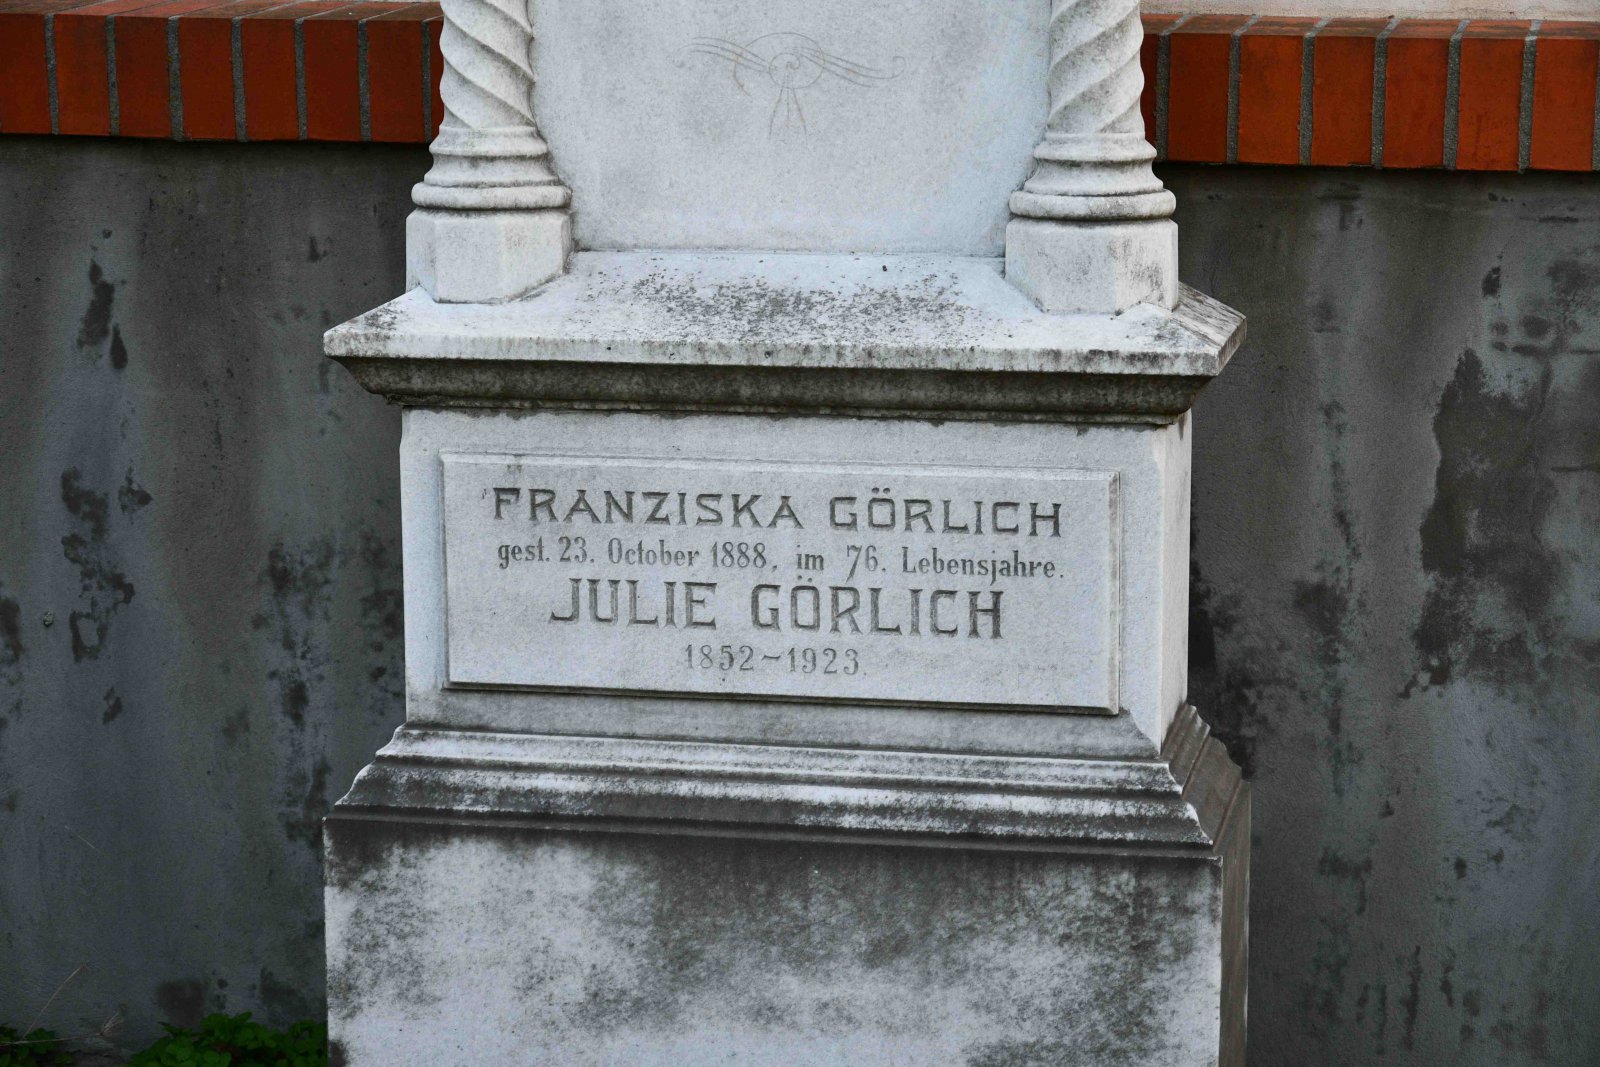 FRANZISKA GÖRLICH
gest. 23. October 1888, im 76. Lebensjahre.
JULIE GÖRLICH
1852-1923.